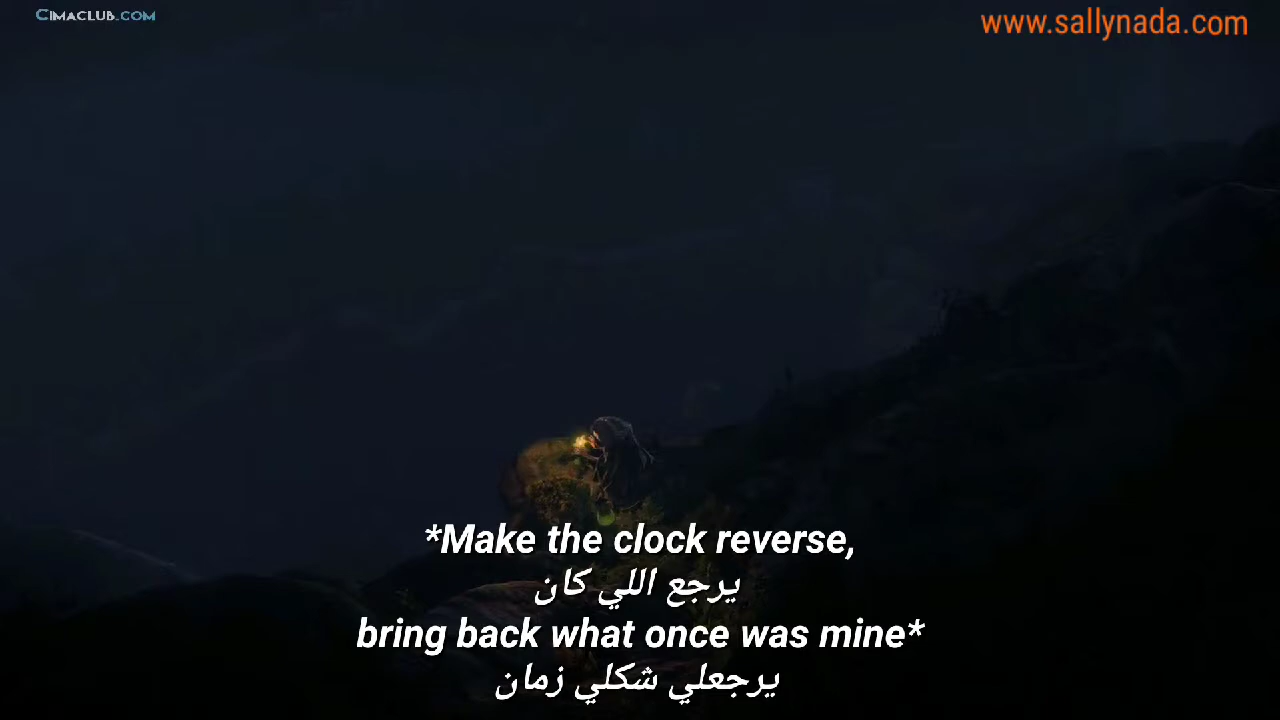 CIMACLUB.COM
www.sallynada.com
*Make the clock reverse,
يرجع اللي كان
bring back what once was mine*
يرجعلي شكلي زمان